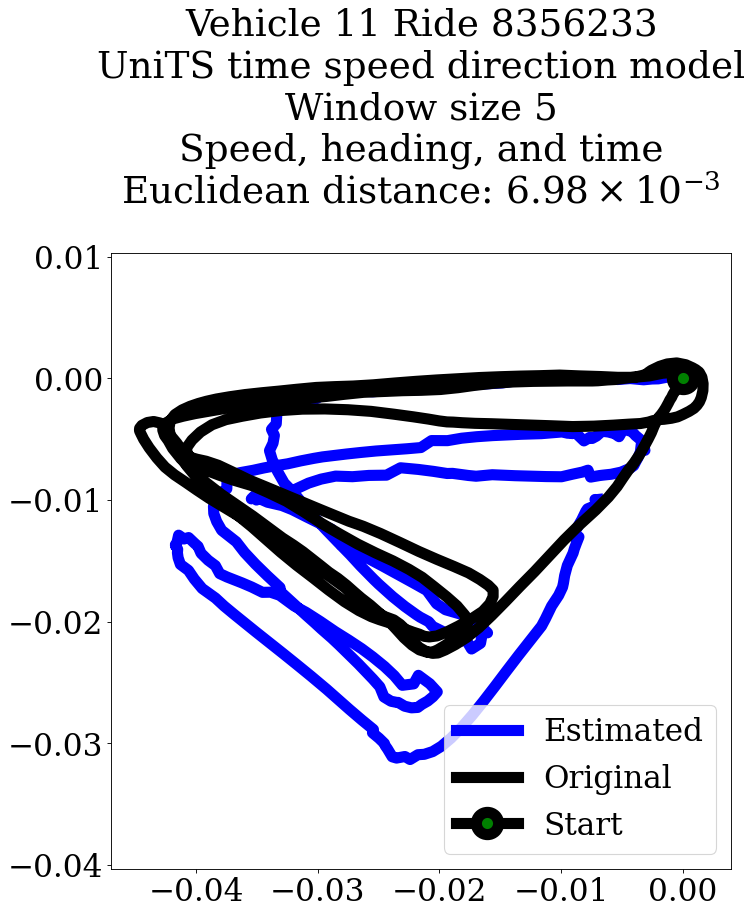 Vehicle 11 Ride 8356233
UniTS time speed direction model
Window size 5
Speed, heading, and time
Euclidean distance: 6.98 × 10⁻³
0.01
0.00
−0.01
−0.02
−0.03
−0.04
Estimated
Original
Start
−0.04 −0.03 −0.02 −0.01 0.00